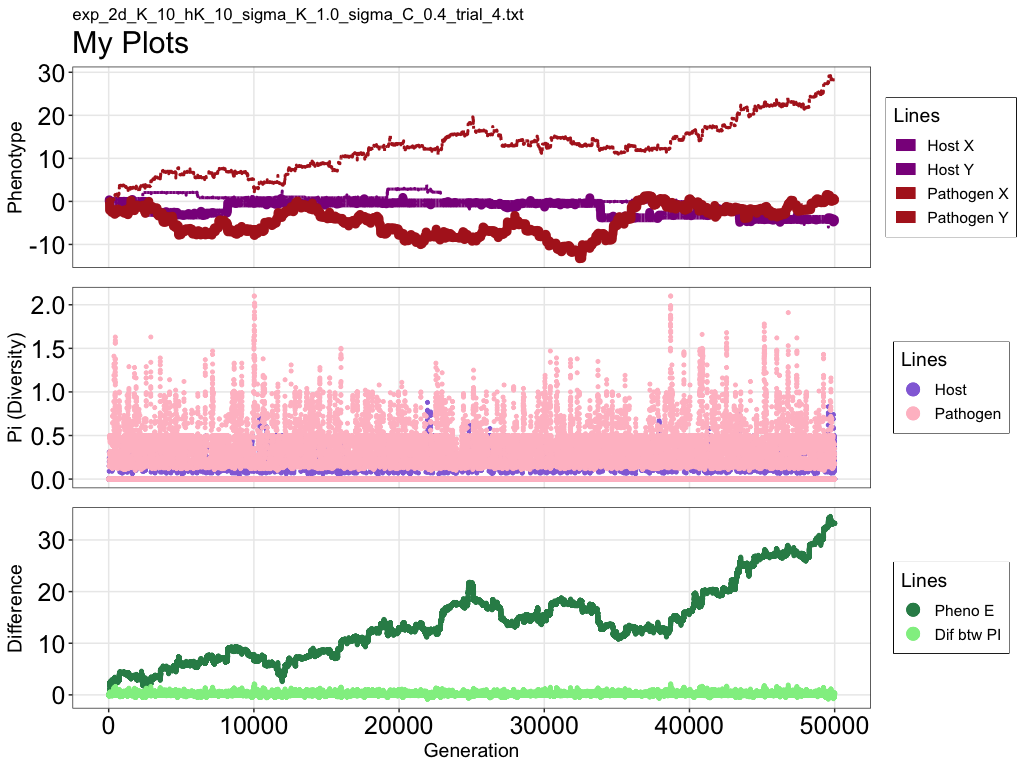 exp_2d_K_10_hK_10_sigma_K_1.0_sigma_C_0.4_trial_4.txt
My Plots
Phenotype
30
20
10
0
-10
Lines
Host X
Host Y
Pathogen X
Pathogen Y
Pi (Diversity)
2.0
1.5
1.0
0.5
0.0
Lines
Host
Pathogen
Difference
30
20
10
0
Lines
Pheno E
Dif btw PI
0 10000 20000 30000 40000 50000
Generation